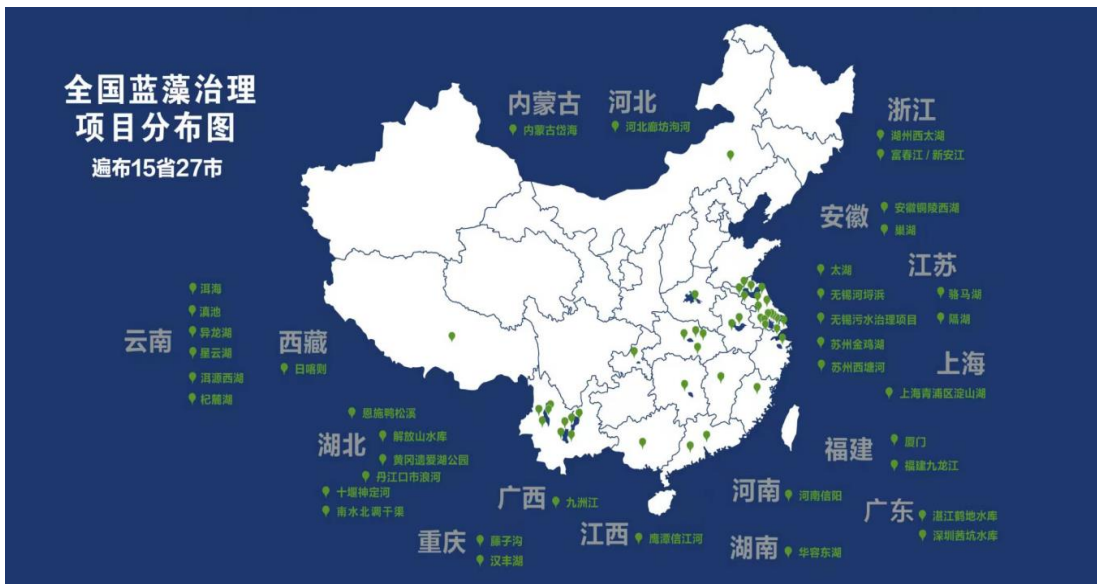 全国蓝藻治理
项目分布图
遍布15省27市
内蒙古
内蒙古岱海
河北
河北廊坊洵河
浙江
湖州西太湖
富春江 / 新安江
安徽
安徽铜陵西湖
巢湖
江苏
太湖
无锡河埒浜
无锡污水治理项目
苏州金鸡湖
苏州西塘河
骆马湖
隔湖
上海
上海青浦区淀山湖
云南
洱海
滇池
异龙湖
星云湖
洱源西湖
杞麓湖
西藏
日喀则
湖北
恩施鸭松溪
解放山水库
黄冈遗爱湖公园
丹江口市浪河
十堰神定河
南水北调干渠
重庆
藤子沟
汉丰湖
广西
九洲江
江西
鹰潭信江河
河南
河南信阳
湖南
华容东湖
福建
厦门
福建九龙江
广东
湛江鹤地水库
深圳茜坑水库